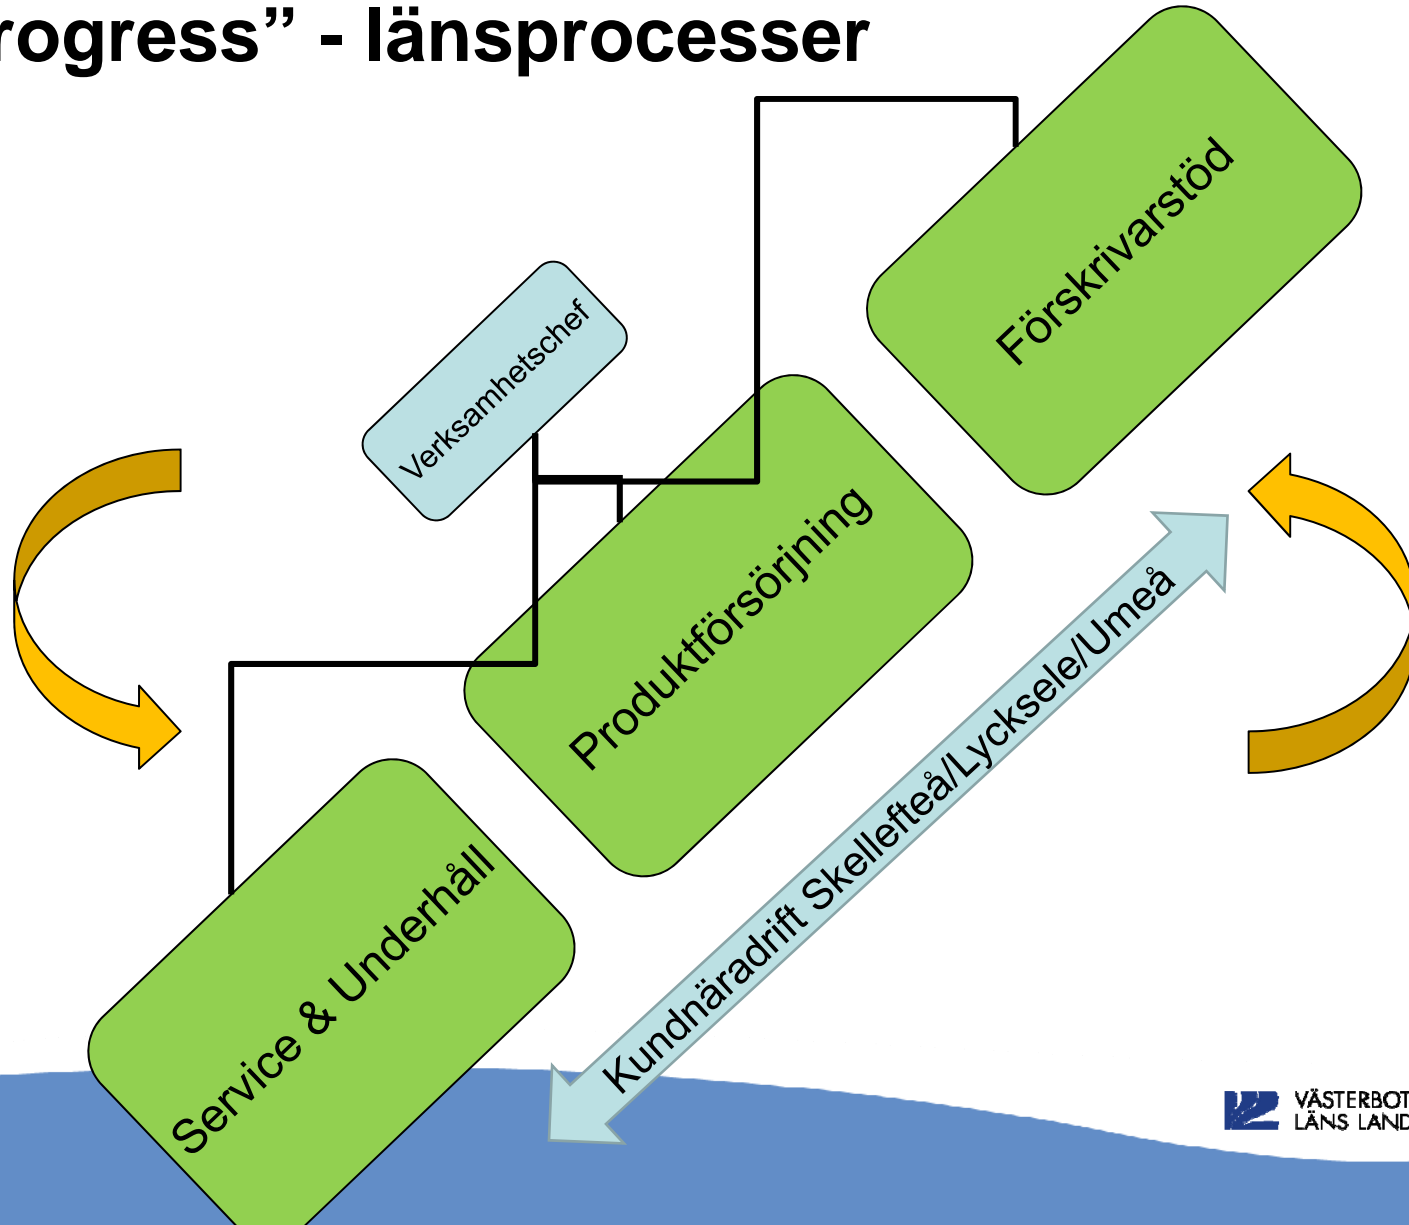 rogress” - länsprocesser
Förskrivarstöd
Verksamhetschef
Produktförsörjning
Kundnäradrift Skellefteå/Lycksele/Umeå
Service & Underhåll
VÄSTERBOT
LÄNS LAND